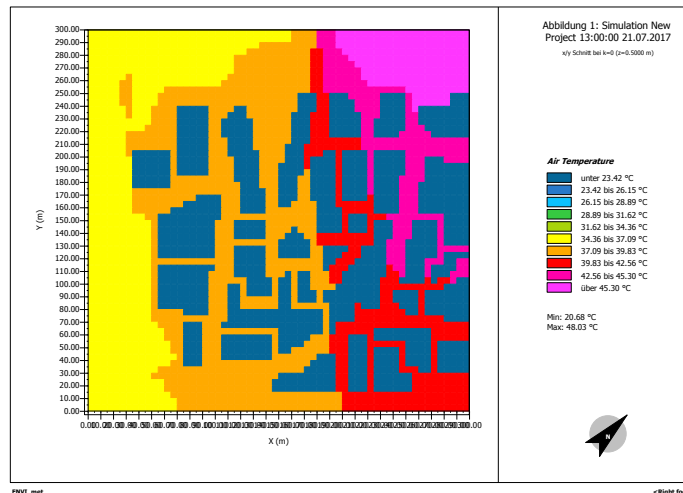 Abbildung 1: Simulation New
Project 13:00:00 21.07.2017
x/y Schnitt bei k=0 (z=0.5000 m)
300.00
290.00
280.00
270.00
260.00
250.00
240.00
230.00
220.00
210.00
200.00
190.00
180.00
170.00
160.00
150.00
140.00
130.00
120.00
110.00
100.00
90.00
80.00
70.00
60.00
50.00
40.00
30.00
20.00
10.00
0.00
Y (m)
X (m)
Air Temperature
unter 23.42 °C
23.42 bis 26.15 °C
26.15 bis 28.89 °C
28.89 bis 31.62 °C
31.62 bis 34.36 °C
34.36 bis 37.09 °C
37.09 bis 39.83 °C
39.83 bis 42.56 °C
42.56 bis 45.30 °C
über 45.30 °C
Min: 20.68 °C
Max: 48.03 °C
N
ENVI_met
<Right foo